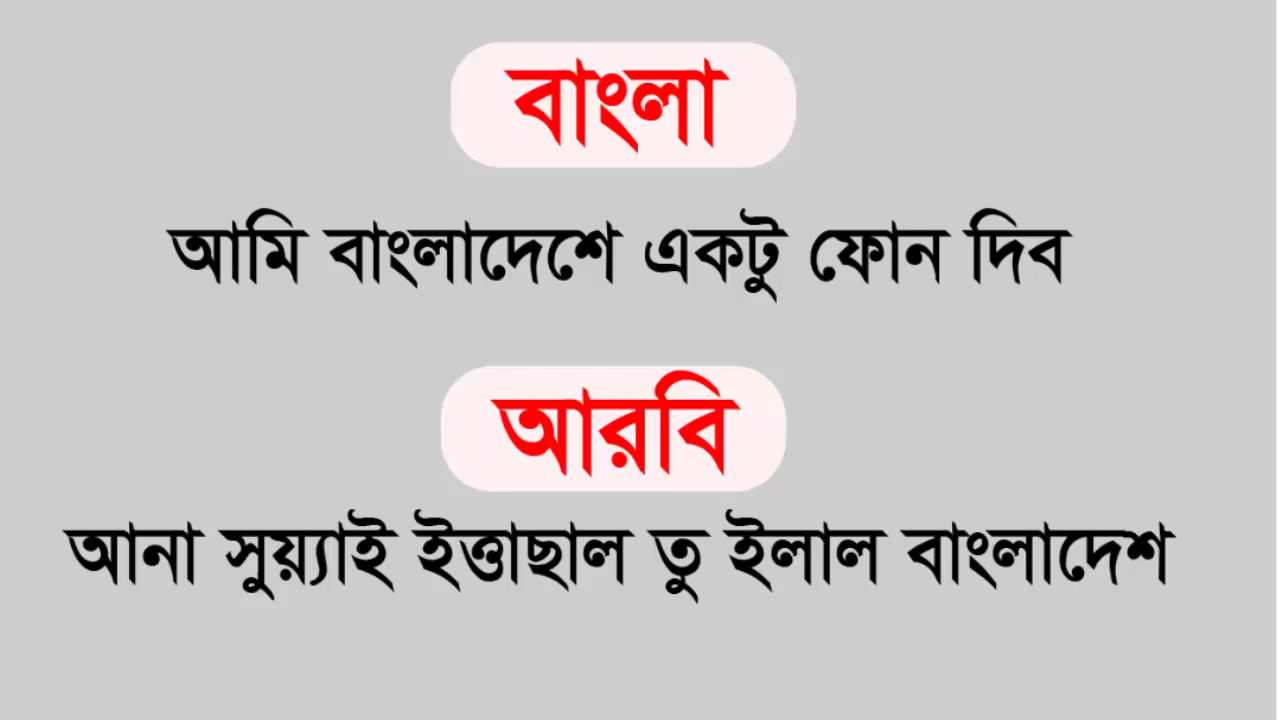 বাংলা
আমি বাংলাদেশে একটু ফোন দিব
আরবি
আনা সুয়্যাই ইত্তাছাল তু ইলাল বাংলাদেশ